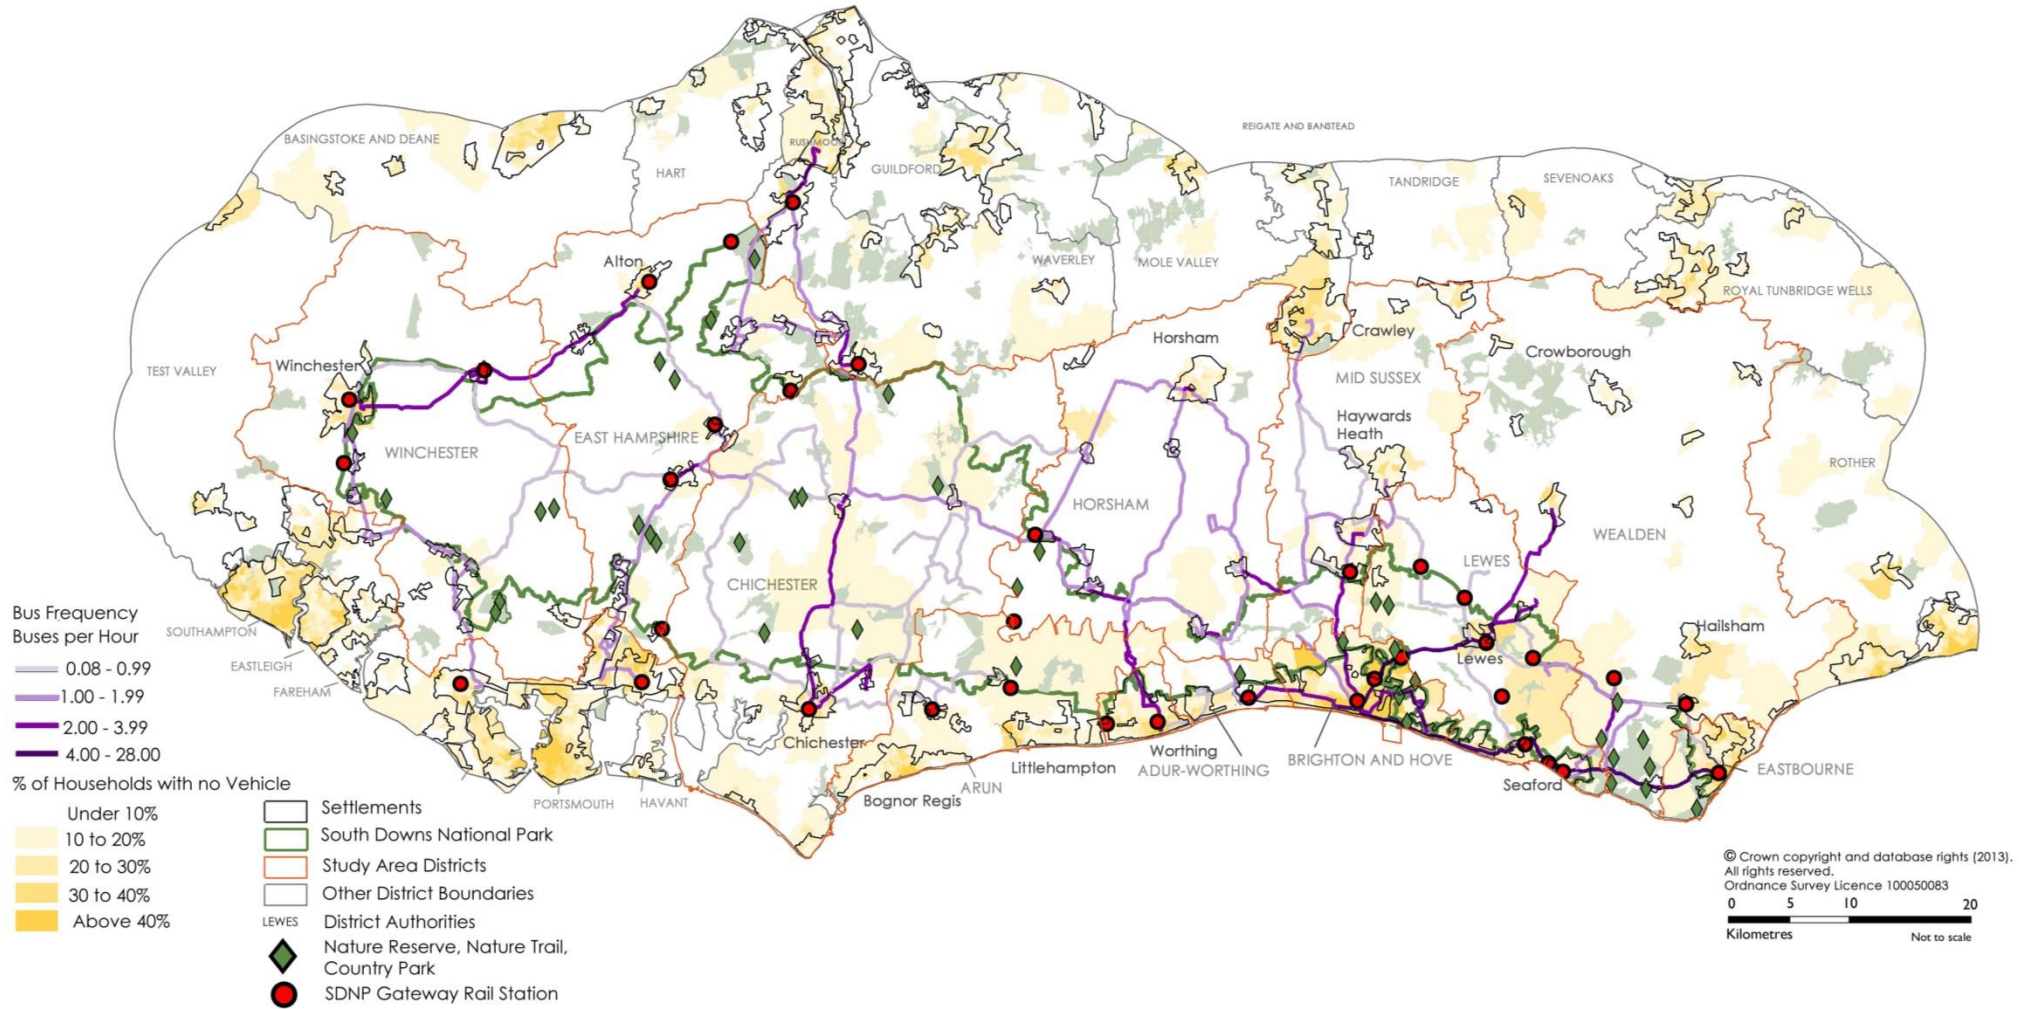 REIGATE AND BANSTEAD
BASINGSTOKE AND DEANE
RUSHMOOR
HART
GUILDFORD
TANDRIDGE
SEVENOAKS
Alton
WAVERLEY
MOLE VALLEY
ROYAL TUNBRIDGE WELLS
Horsham
Crawley
Crowborough
Winchester
TEST VALLEY
MID SUSSEX
Haywards
Heath
EAST HAMPSHIRE
WINCHESTER
ROTHER
HORSHAM
WEALDEN
LEWES
CHICHESTER
SOUTHAMPTON
EASTLEIGH
FAREHAM
Hailsham
Lewes
Chichester
Worthing
ADUR-WORTHING
BRIGHTON AND HOVE
EASTBOURNE
Littlehampton
Seaford
ARUN
Bognor Regis
PORTSMOUTH
HAVANT
Bus Frequency
Buses per Hour
0.08 - 0.99
1.00 - 1.99
2.00 - 3.99
4.00 - 28.00
% of Households with no Vehicle
Under 10%
10 to 20%
20 to 30%
30 to 40%
Above 40%
Settlements
South Downs National Park
Study Area Districts
Other District Boundaries
LEWES District Authorities
Nature Reserve, Nature Trail,
Country Park
SDNP Gateway Rail Station
© Crown copyright and database rights (2013).
All rights reserved.
Ordnance Survey Licence 100050083
0 5 10 20
Kilometres Not to scale